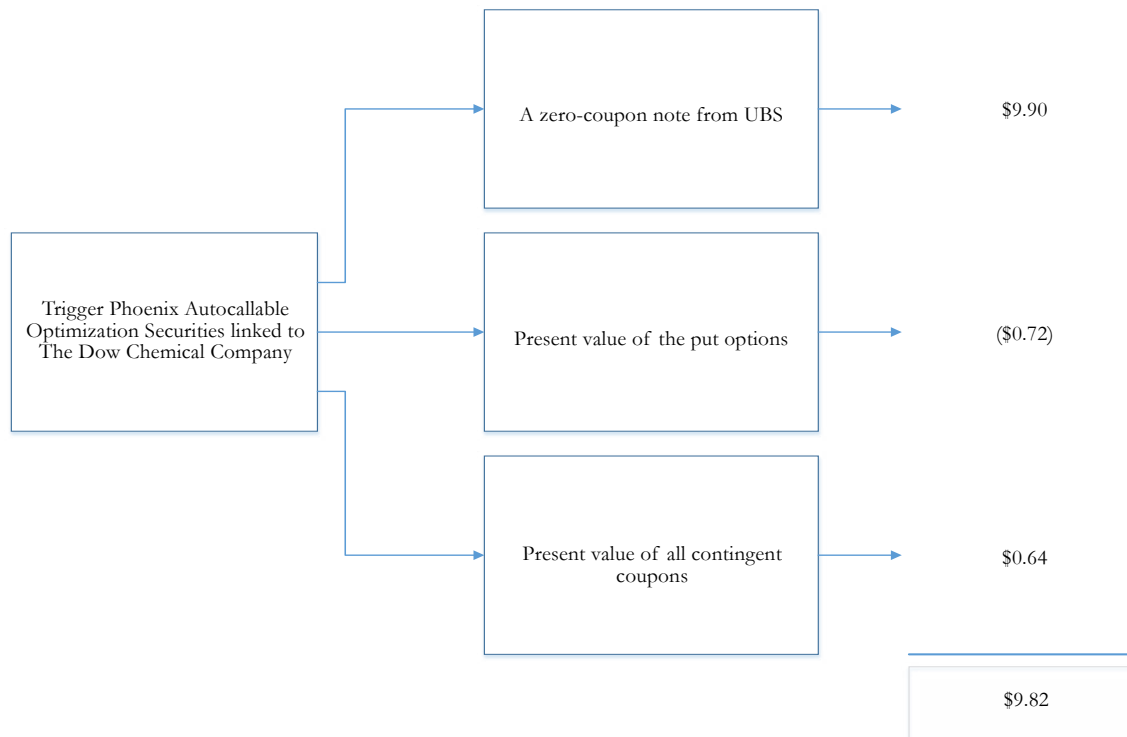 A zero-coupon note from UBS
$9.90
Trigger Phoenix Autocallable
Optimization Securities linked to
The Dow Chemical Company
Present value of the put options
($0.72)
Present value of all contingent
coupons
$0.64
$9.82